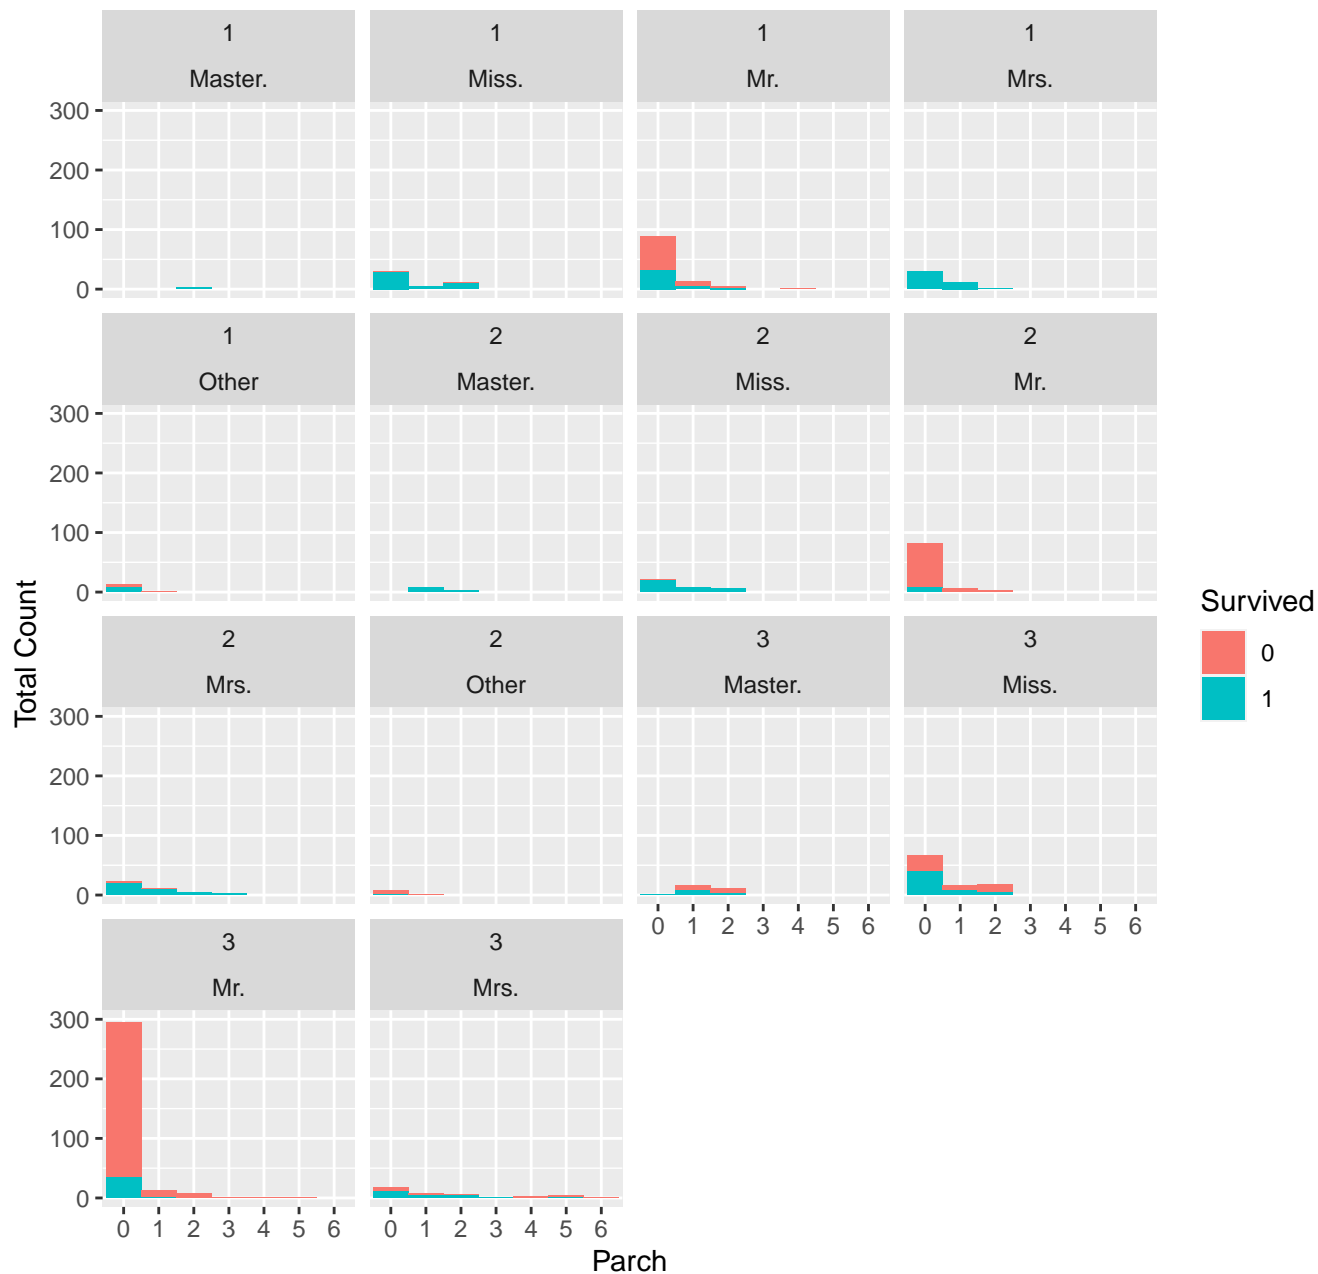 1 1 1 1
Master. Miss. Mr. Mrs.
300
200
100
0
1 2 2 2
Other Master. Miss. Mr.
300
200
100
0
2 2 3 3
Mrs. Other Master. Miss.
300
200
100
0
0 1 2 3 4 5 6 0 1 2 3 4 5 6
3 3
Mr. Mrs.
300
200
100
0
0 1 2 3 4 5 6 0 1 2 3 4 5 6
Parch
Total Count
Survived
0
1